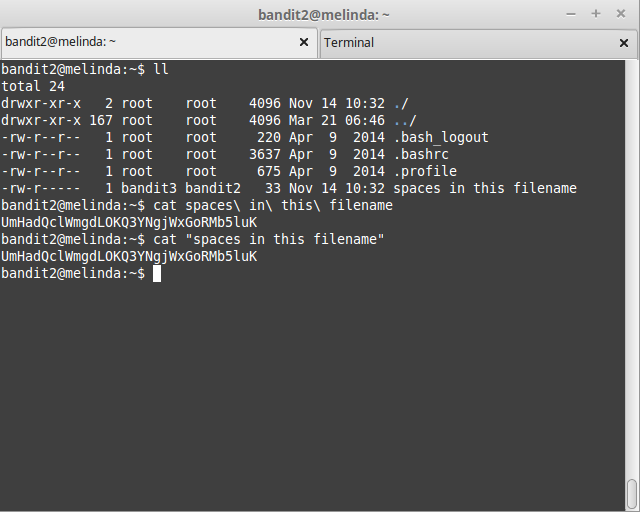 bandit2@melinda: ~
bandit2@melinda: ~ Terminal
bandit2@melinda:~$ ll
total 24
drwxr-xr-x   2 root    root    4096 Nov 14 10:32 ./
drwxr-xr-x 167 root    root    4096 Mar 21 06:46 ../
-rw-r--r--   1 root    root     220 Apr  9  2014 .bash_logout
-rw-r--r--   1 root    root    3637 Apr  9  2014 .bashrc
-rw-r--r--   1 root    root     675 Apr  9  2014 .profile
-rw-r-----   1 bandit3 bandit2   33 Nov 14 10:32 spaces in this filename
bandit2@melinda:~$ cat spaces\ in\ this\ filename
UmHadQclWmgdLOKQ3YNgjWxGoRMb5luK
bandit2@melinda:~$ cat "spaces in this filename"
UmHadQclWmgdLOKQ3YNgjWxGoRMb5luK
bandit2@melinda:~$